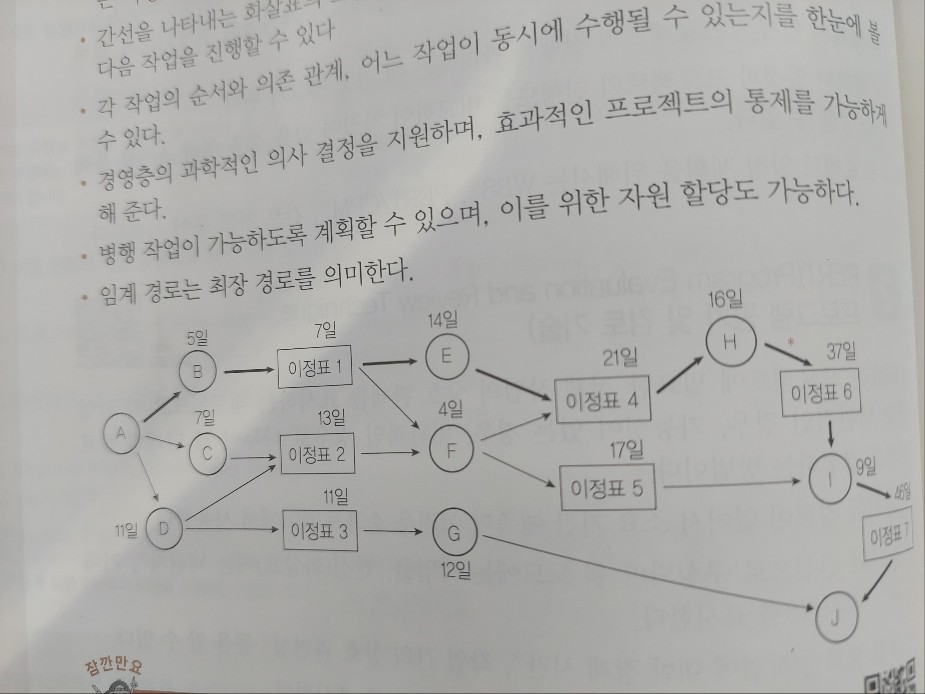 간선을 나타내는 화살표의
다음 작업을 진행할 수 있다
• 각 작업의 순서와 의존 관계, 어느 작업이 동시에 수행될 수 있는지를 한눈에 볼
수 있다.
• 경영층의 과학적인 의사 결정을 지원하며, 효과적인 프로젝트의 통제를 가능하게
해 준다.
• 병행 작업이 가능하도록 계획할 수 있으며, 이를 위한 자원 할당도 가능하다.
• 임계 경로는 최장 경로를 의미한다.
16일
H
14일
E
7일
이정표 1
5일
B
21일
이정표 4
*
37일
이정표 6
A
7일
C
13일
이정표 2
4일
F
17일
이정표 5
I
9일
11일
D
11일
이정표 3
G
12일
46일
이정표 7
J
잠깐만요